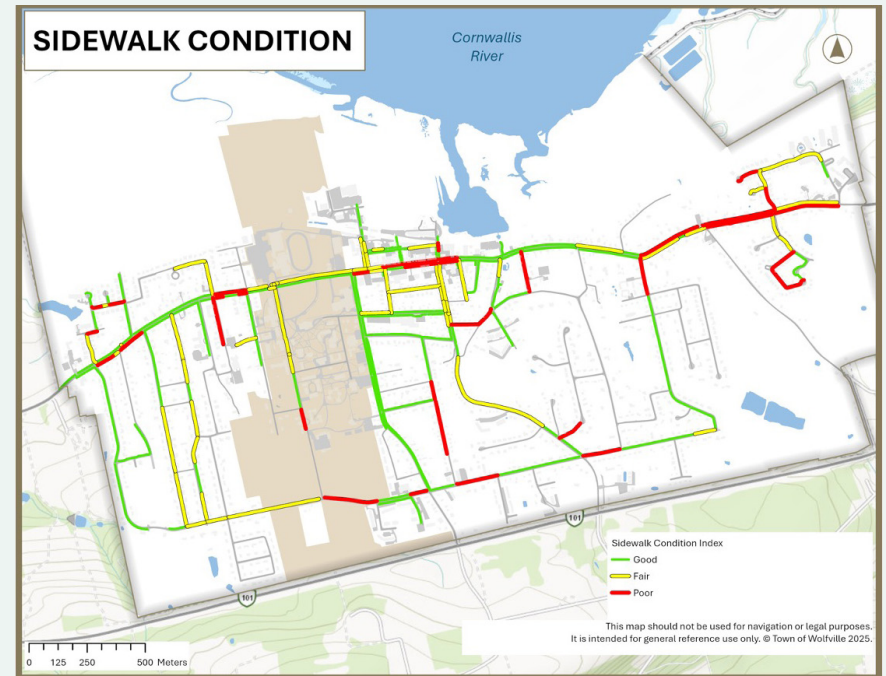 SIDEWALK CONDITION
Cornwallis
River
101
101
Sidewalk Condition Index
Good
Fair
Poor
This map should not be used for navigation or legal purposes.
It is intended for general reference use only. © Town of Wolfville 2025.
0 125 250 500 Meters